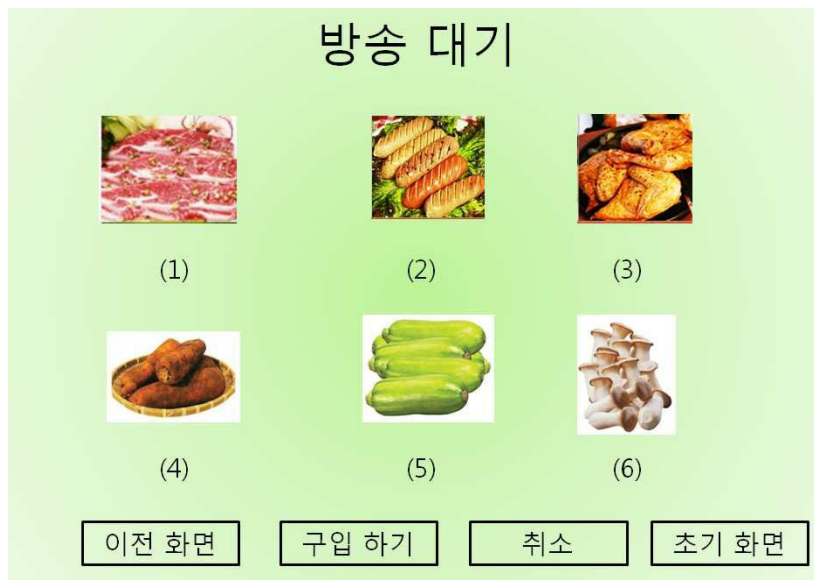 방송 대기
(1) (2) (3)
(4) (5) (6)
이전 화면 구입 하기 취소 초기 화면